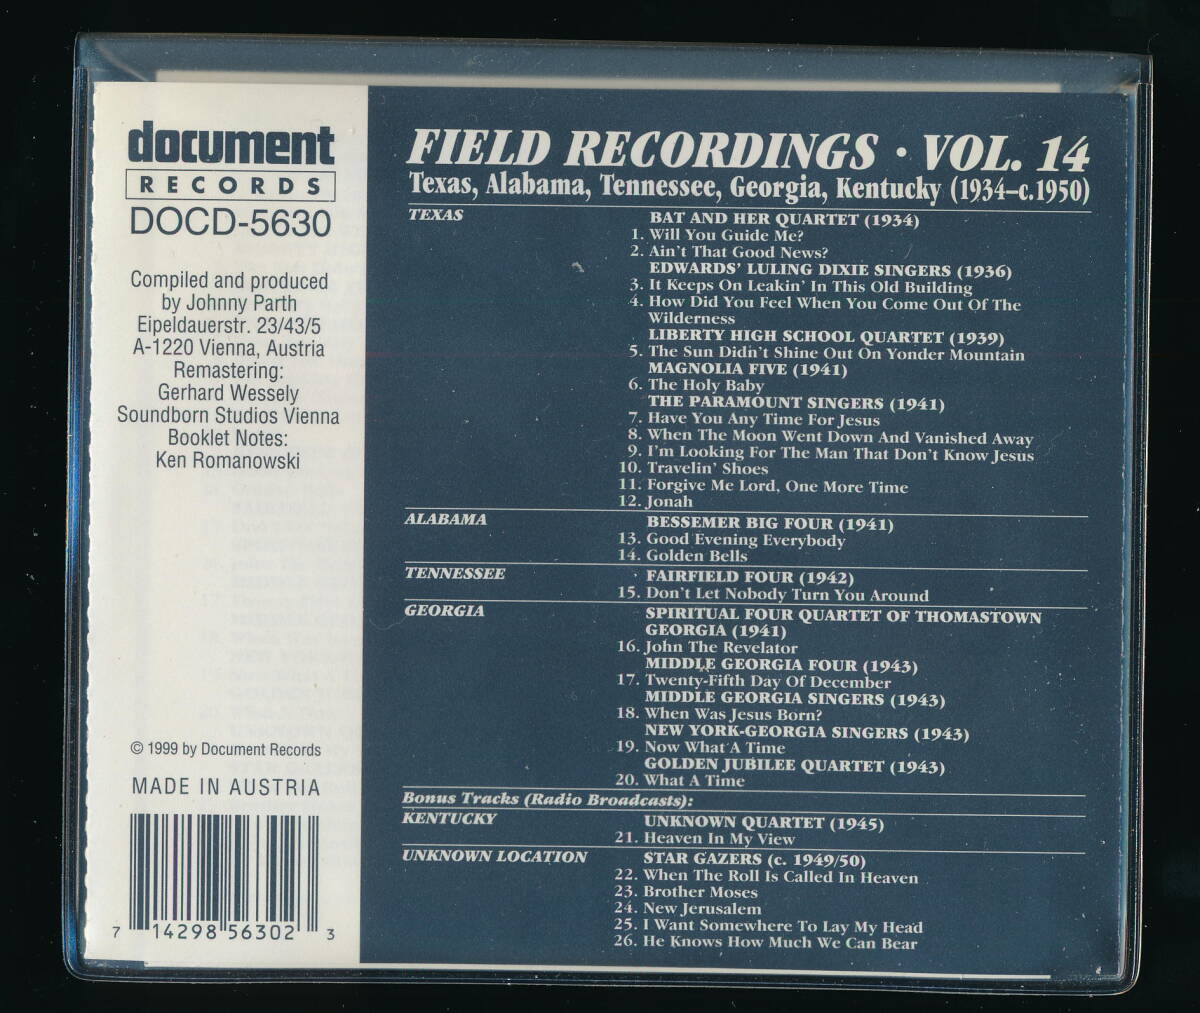 document
RECORDS
DOCD-5630
Compiled and produced
by Johnny Parth
Eipeldauerstr. 23/43/5
A-1220 Vienna, Austria
Remastering:
Gerhard Wessely
Soundborn Studios Vienna
Booklet Notes:
Ken Romanowski
© 1999 by Document Records
MADE IN AUSTRIA
7 14298 56302 3
FIELD RECORDINGS · VOL. 14
Texas, Alabama, Tennessee, Georgia, Kentucky (1934–c.1950)
TEXAS
BAT AND HER QUARTET (1934)
1. Will You Guide Me?
2. Ain't That Good News?
EDWARDS' LULING DIXIE SINGERS (1936)
3. It Keeps On Leakin' In This Old Building
4. How Did You Feel When You Come Out Of The
Wilderness
LIBERTY HIGH SCHOOL QUARTET (1939)
5. The Sun Didn't Shine Out On Yonder Mountain
MAGNOLIA FIVE (1941)
6. The Holy Baby
THE PARAMOUNT SINGERS (1941)
7. Have You Any Time For Jesus
8. When The Moon Went Down And Vanished Away
9. I'm Looking For The Man That Don't Know Jesus
10. Travelin' Shoes
11. Forgive Me Lord, One More Time
12. Jonah
ALABAMA
BESSEMER BIG FOUR (1941)
13. Good Evening Everybody
14. Golden Bells
TENNESSEE
FAIRFIELD FOUR (1942)
15. Don't Let Nobody Turn You Around
GEORGIA
SPIRITUAL FOUR QUARTET OF THOMASTOWN
GEORGIA (1941)
16. John The Revelator
MIDDLE GEORGIA FOUR (1943)
17. Twenty-Fifth Day Of December
MIDDLE GEORGIA SINGERS (1943)
18. When Was Jesus Born?
NEW YORK-GEORGIA SINGERS (1943)
19. Now What A Time
GOLDEN JUBILEE QUARTET (1943)
20. What A Time
Bonus Tracks (Radio Broadcasts):
KENTUCKY
UNKNOWN QUARTET (1945)
21. Heaven In My View
UNKNOWN LOCATION
STAR GAZERS (c. 1949/50)
22. When The Roll Is Called In Heaven
23. Brother Moses
24. New Jerusalem
25. I Want Somewhere To Lay My Head
26. He Knows How Much We Can Bear